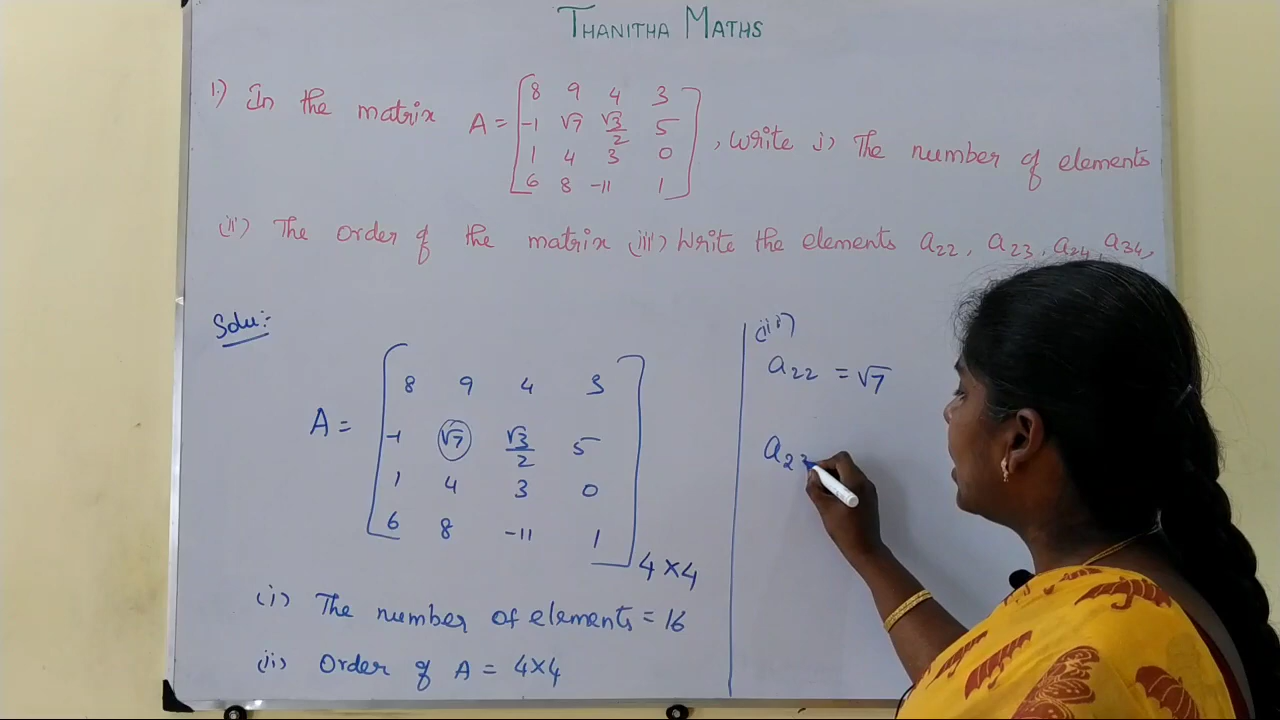 THANITHA MATHS
1.) In the matrix A = [8 9 4 3
-1 √7 √3/2 5
1 4 3 0
6 8 -11 1], write i) The number of elements
(ii) The order of the matrix (iii) Write the elements a22, a23, a24, a34,
Solu:-
A = [8 9 4 3
-1 √7 √3/2 5
1 4 3 0
6 8 -11 1] 4×4
(i) The number of elements = 16
(ii) Order of A = 4×4
(iii)
a22 = √7
a23